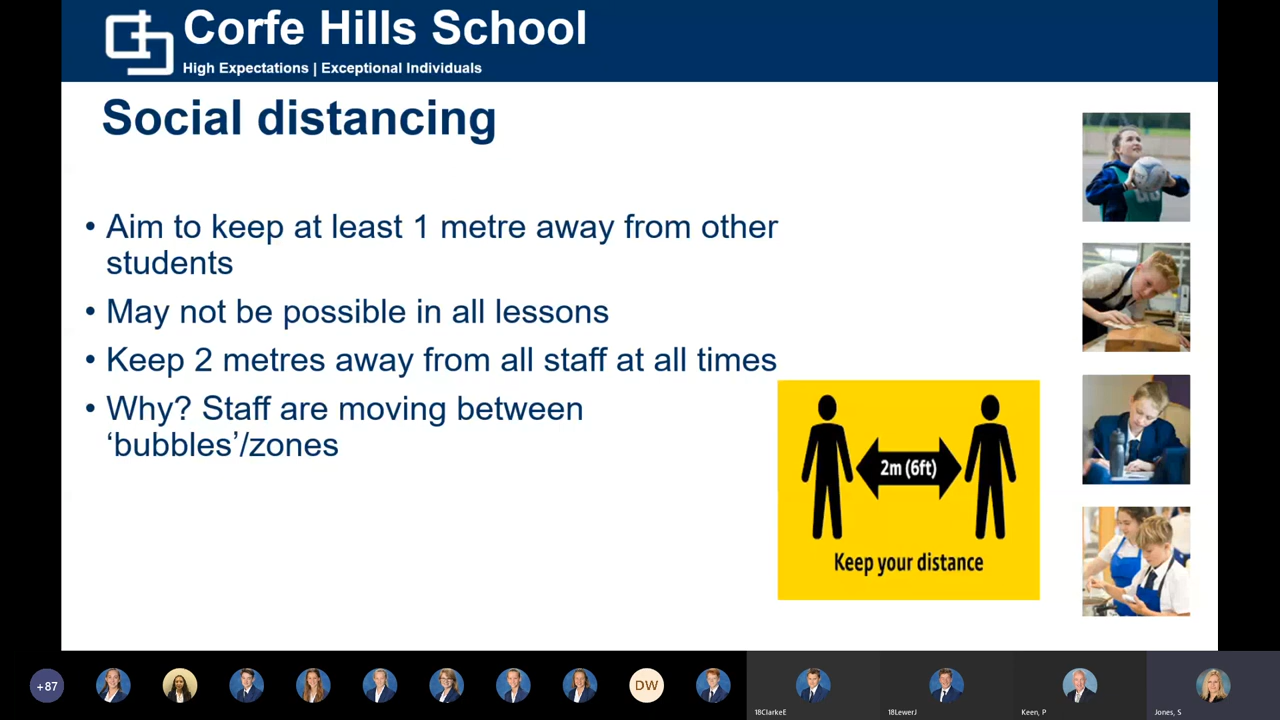 Corfe Hills School
High Expectations | Exceptional Individuals
Social distancing
• Aim to keep at least 1 metre away from other
students
• May not be possible in all lessons
• Keep 2 metres away from all staff at all times
• Why? Staff are moving between
‘bubbles’/zones
2m (6ft)
Keep your distance
+87
DW
18ClarkeE
18LewerJ
Keen, P
Jones, S